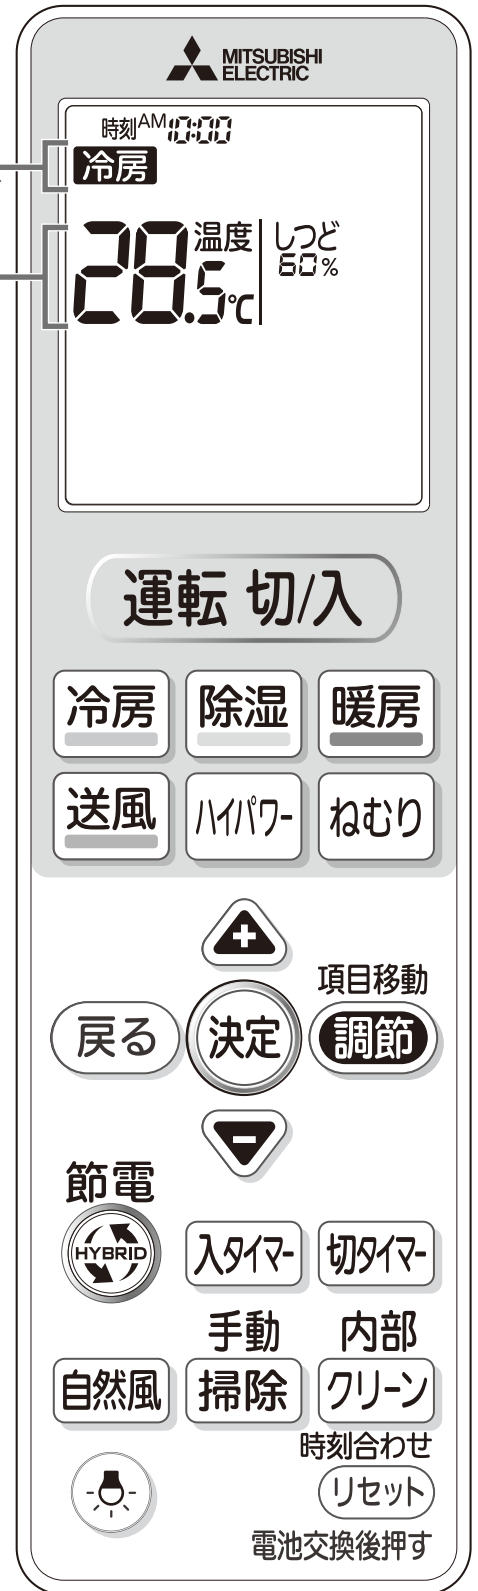 MITSUBISHI
ELECTRIC
時刻AM10:00
冷房
28.5℃ 温度 しつど
60%
運転 切/入
冷房 除湿 暖房
送風 ハイパワー ねむり
+
項目移動
戻る 決定 調節
-
節電
HYBRID 入タイマー 切タイマー
手動 内部
自然風 掃除 クリーン
時刻合わせ
リセット
電池交換後押す